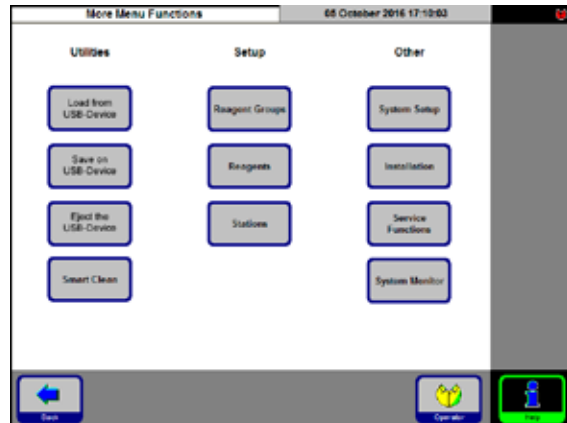 More Menu Functions
05 October 2016 17:10:03
Utilities
Setup
Other
Load from
USB-Device
Reagent Groups
System Setup
Save on
USB-Device
Reagents
Installation
Eject the
USB-Device
Stations
Service
Functions
Smart Clean
System Monitor
Back
Operator
Help